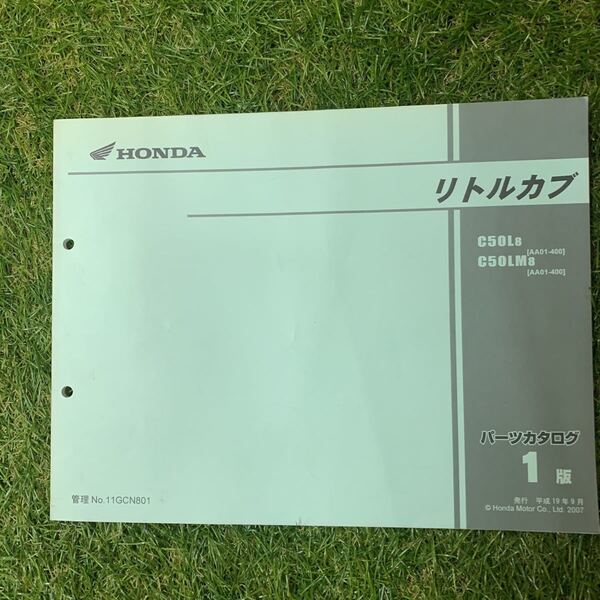 HONDA
リトルカブ
C50L8
[AA01-400]
C50LM8
[AA01-400]
パーツカタログ
1 版
発行 平成19年9月
© Honda Motor Co., Ltd. 2007
管理 No.11GCN801